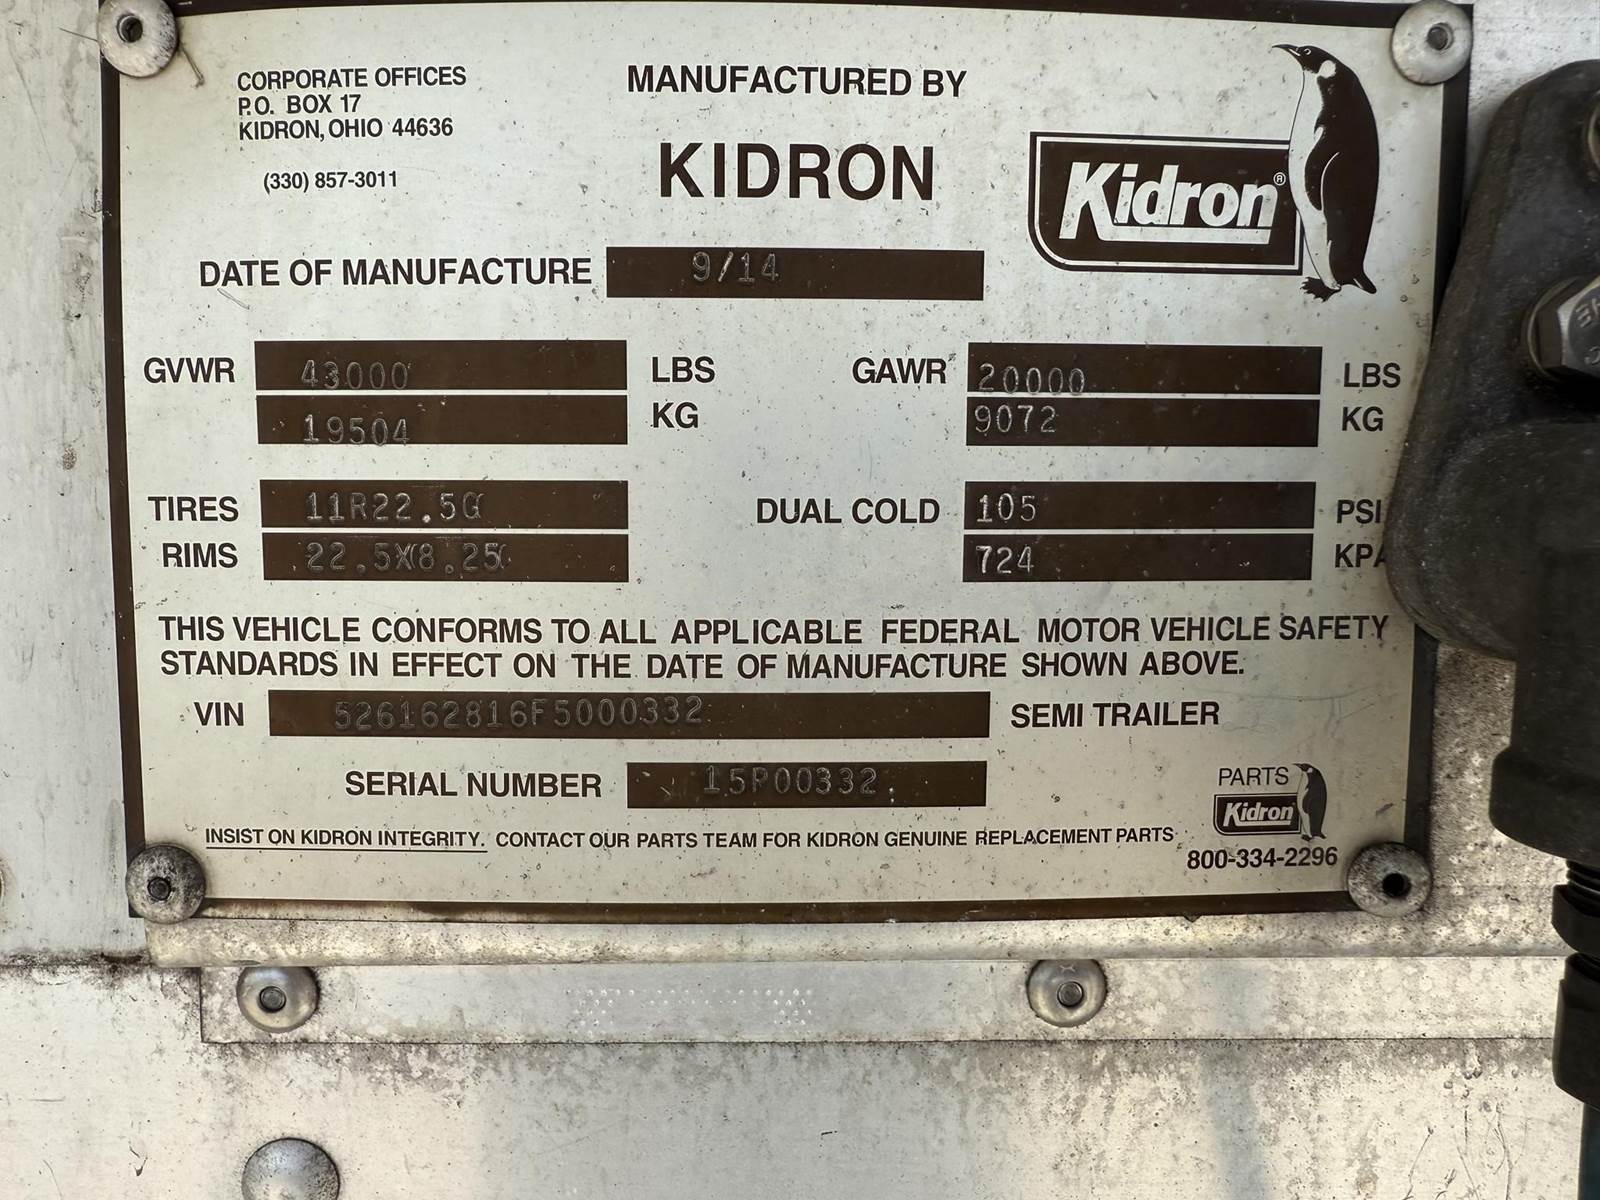 CORPORATE OFFICES
P.O. BOX 17
KIDRON, OHIO 44636
(330) 857-3011
MANUFACTURED BY
KIDRON
Kidron®
DATE OF MANUFACTURE 9/14
GVWR 43000 LBS GAWR 20000 LBS
19504 KG 9072 KG
TIRES 11R22.5G DUAL COLD 105 PSI
RIMS 22.5X8.25 724 KPA
THIS VEHICLE CONFORMS TO ALL APPLICABLE FEDERAL MOTOR VEHICLE SAFETY
STANDARDS IN EFFECT ON THE DATE OF MANUFACTURE SHOWN ABOVE.
VIN 526162816F5000332 SEMI TRAILER
SERIAL NUMBER 15P00332
PARTS
Kidron
INSIST ON KIDRON INTEGRITY. CONTACT OUR PARTS TEAM FOR KIDRON GENUINE REPLACEMENT PARTS
800-334-2296